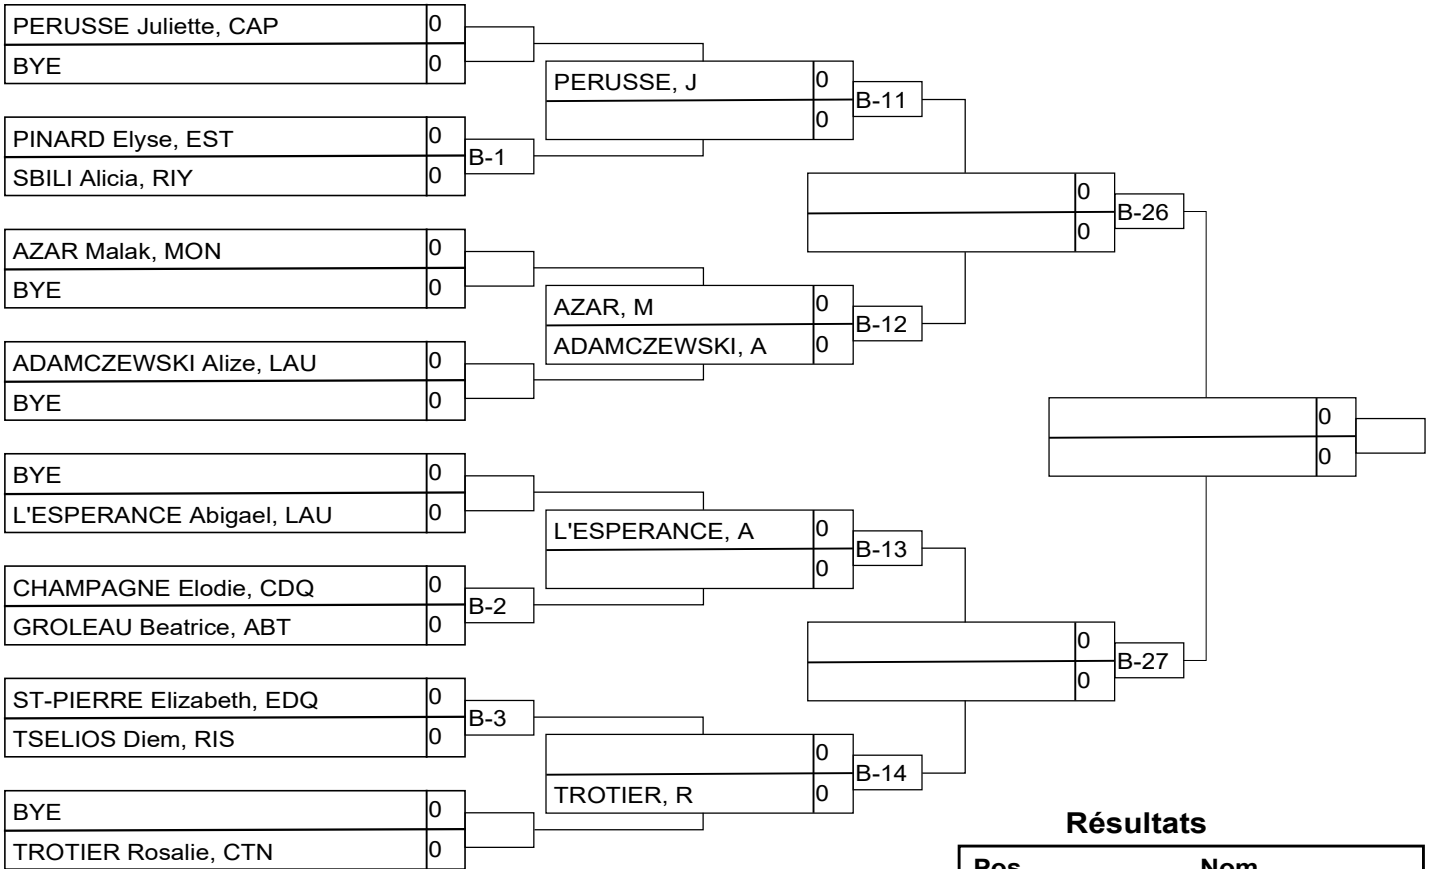 PERUSSE Juliette, CAP 0
BYE 0
PINARD Elyse, EST 0
SBILI Alicia, RIY 0
B-1
AZAR Malak, MON 0
BYE 0
ADAMCZEWSKI Alize, LAU 0
BYE 0
BYE 0
L'ESPERANCE Abigael, LAU 0
CHAMPAGNE Elodie, CDQ 0
GROLEAU Beatrice, ABT 0
B-2
ST-PIERRE Elizabeth, EDQ 0
TSELIOS Diem, RIS 0
B-3
BYE 0
TROTIER Rosalie, CTN 0
PERUSSE, J 0
0
B-11
AZAR, M 0
ADAMCZEWSKI, A 0
B-12
L'ESPERANCE, A 0
0
B-13
0
TROTIER, R 0
B-14
0
0
B-26
0
0
B-27
0
0
Résultats
Pos Nom